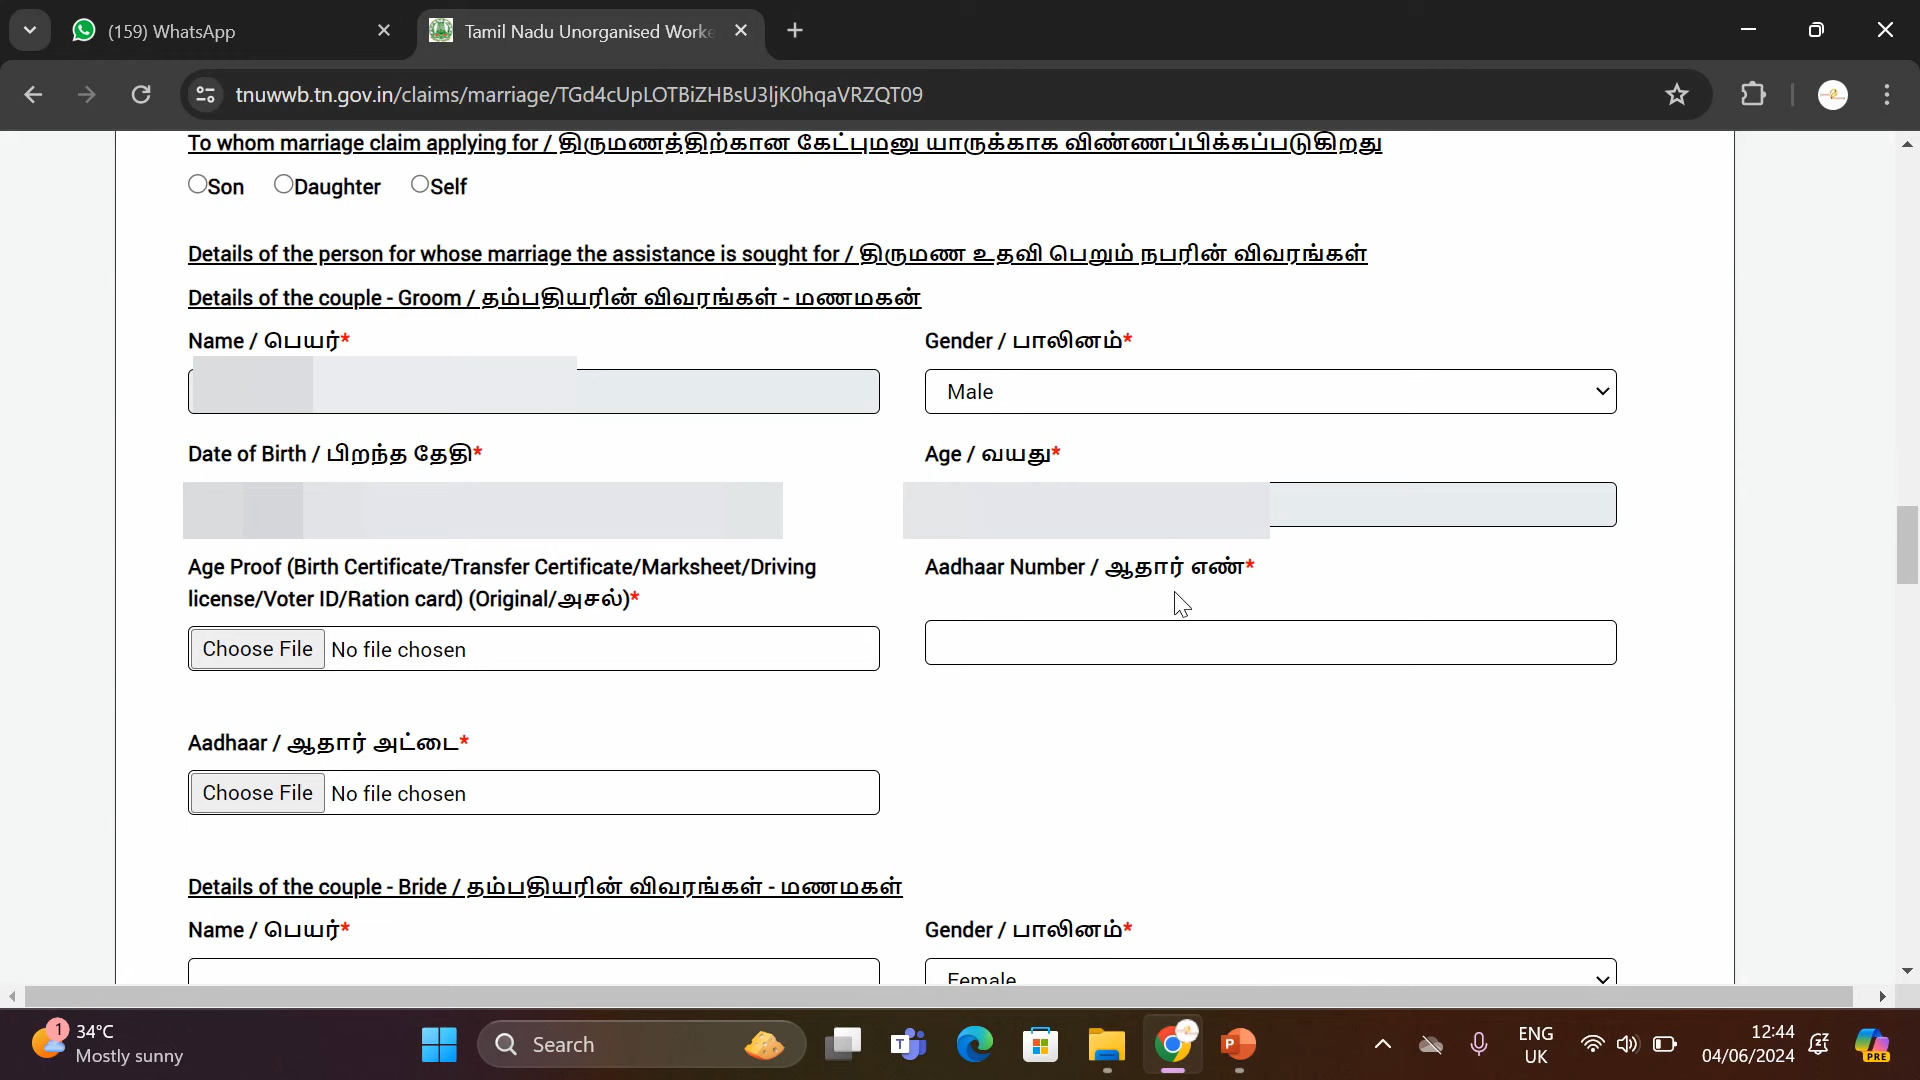 (159) WhatsApp
Tamil Nadu Unorganised Worke
tnuwwb.tn.gov.in/claims/marriage/TGd4cUpLOTBiZHBsU3ljK0hqaVRZQT09
To whom marriage claim applying for / திருமணத்திற்கான கேட்புமனு யாருக்காக விண்ணப்பிக்கப்படுகிறது
Son Daughter Self
Details of the person for whose marriage the assistance is sought for / திருமண உதவி பெறும் நபரின் விவரங்கள்
Details of the couple - Groom / தம்பதியரின் விவரங்கள் - மணமகன்
Name / பெயர்* Gender / பாலினம்*
Male
Date of Birth / பிறந்த தேதி* Age / வயது*
Age Proof (Birth Certificate/Transfer Certificate/Marksheet/Driving
license/Voter ID/Ration card) (Original/அசல்)*
Aadhaar Number / ஆதார் எண்*
Choose File No file chosen
Aadhaar / ஆதார் அட்டை*
Choose File No file chosen
Details of the couple - Bride / தம்பதியரின் விவரங்கள் - மணமகள்
Name / பெயர்* Gender / பாலினம்*
Female
1
34°C
Mostly sunny
Search
T
P
ENG
UK
12:44
04/06/2024
PRE